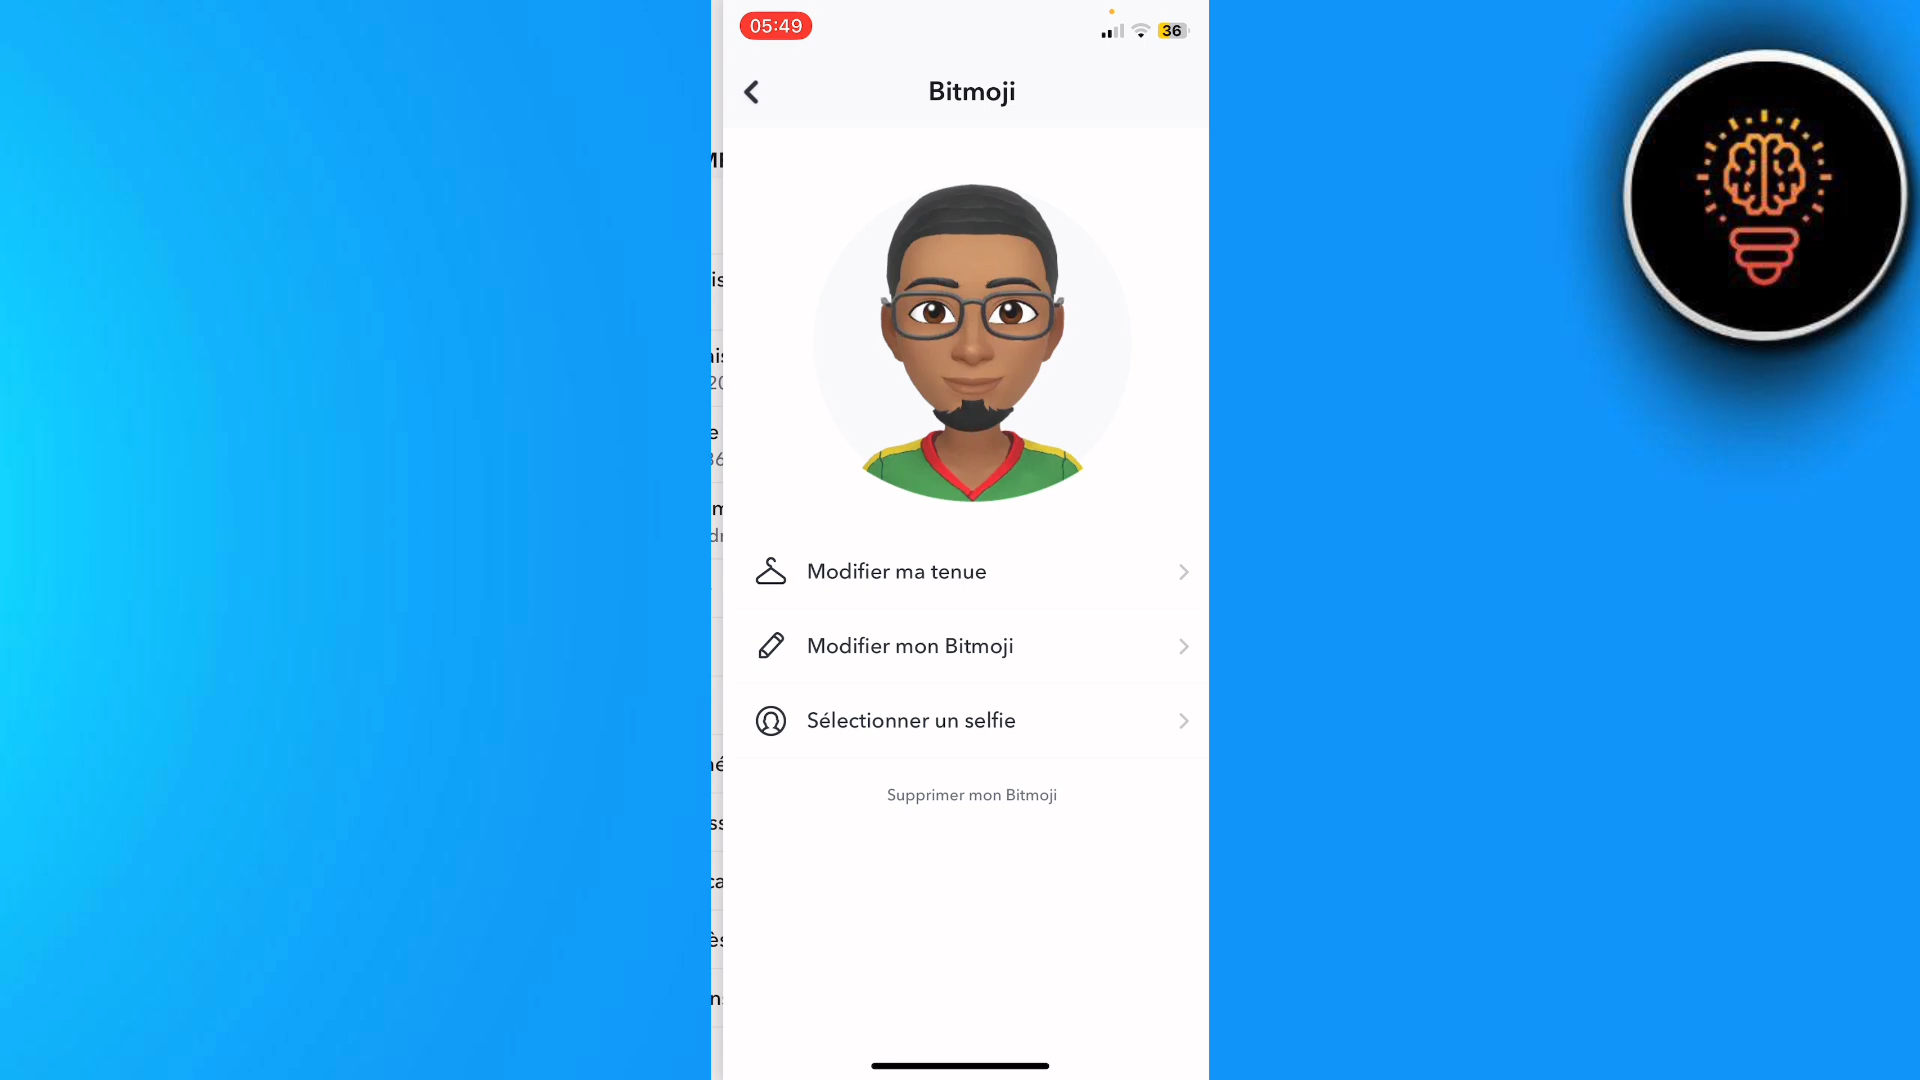 05:49
36
Bitmoji
Modifier ma tenue
Modifier mon Bitmoji
Sélectionner un selfie
Supprimer mon Bitmoji